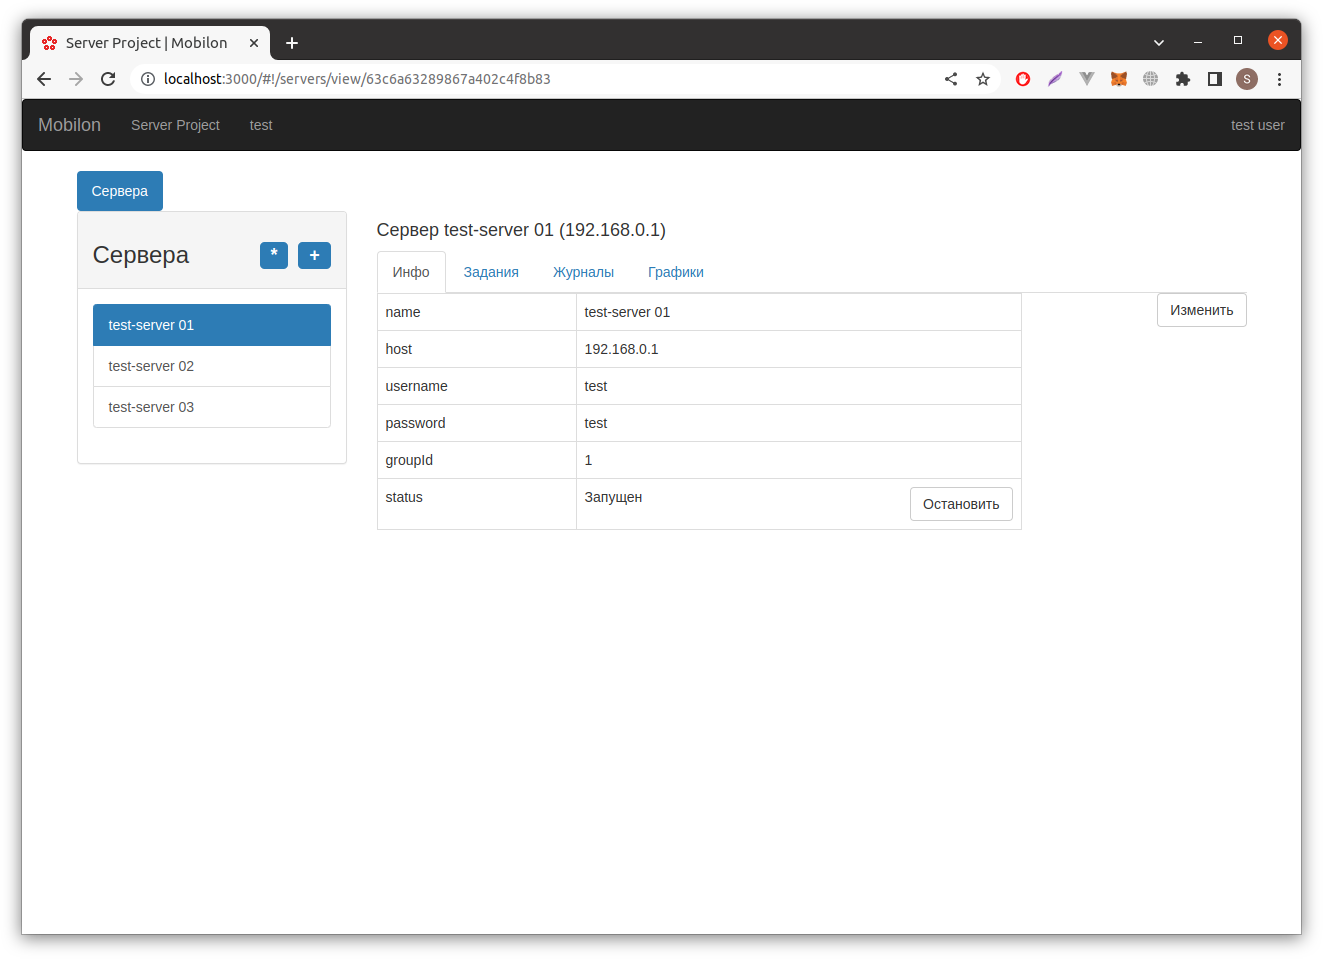 Server Project | Mobilon
localhost:3000/#!/servers/view/63c6a63289867a402c4f8b83
S
Mobilon Server Project test test user
Сервера
Сервера * +
test-server 01
test-server 02
test-server 03
Сервер test-server 01 (192.168.0.1)
Инфо Задания Журналы Графики
name test-server 01 Изменить
host 192.168.0.1
username test
password test
groupId 1
status Запущен Остановить